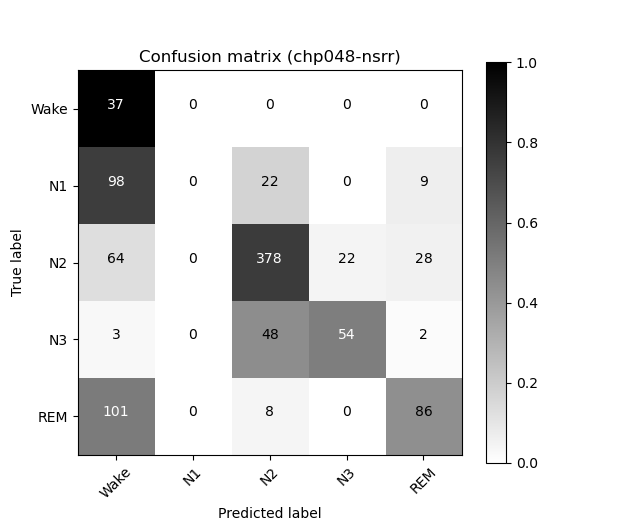 Confusion matrix (chp048-nsrr)
Wake 37 0 0 0 0
N1 98 0 22 0 9
N2 64 0 378 22 28
N3 3 0 48 54 2
REM 101 0 8 0 86
Wake N1 N2 N3 REM
Predicted label
True label
1.0
0.8
0.6
0.4
0.2
0.0